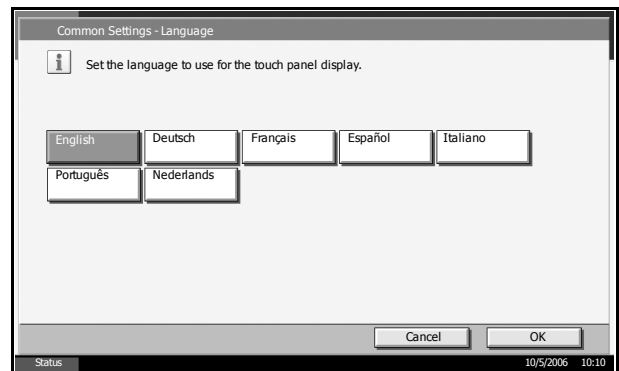 Common Settings - Language
i Set the language to use for the touch panel display.
English Deutsch Français Español Italiano
Português Nederlands
Cancel OK
Status 10/5/2006 10:10